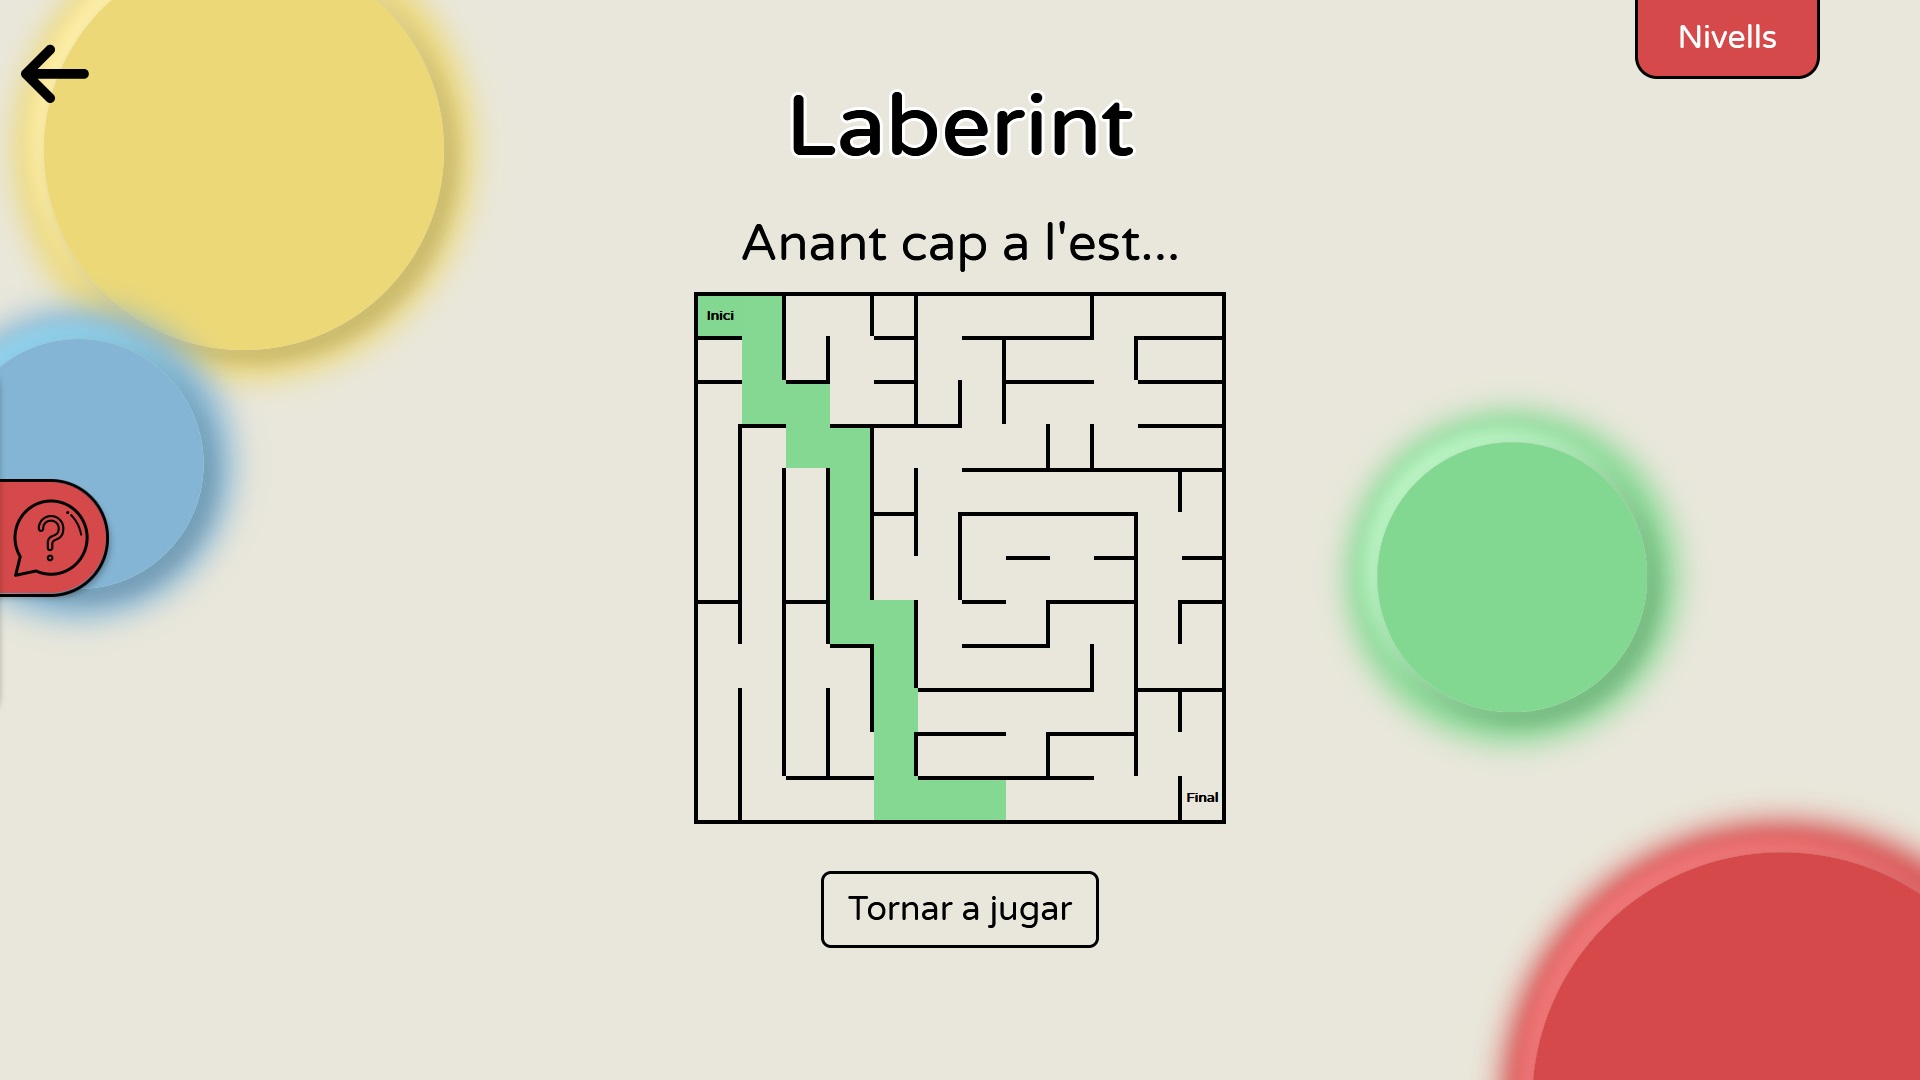 Nivells
Laberint
Anant cap a l'est...
Inici
Final
Tornar a jugar